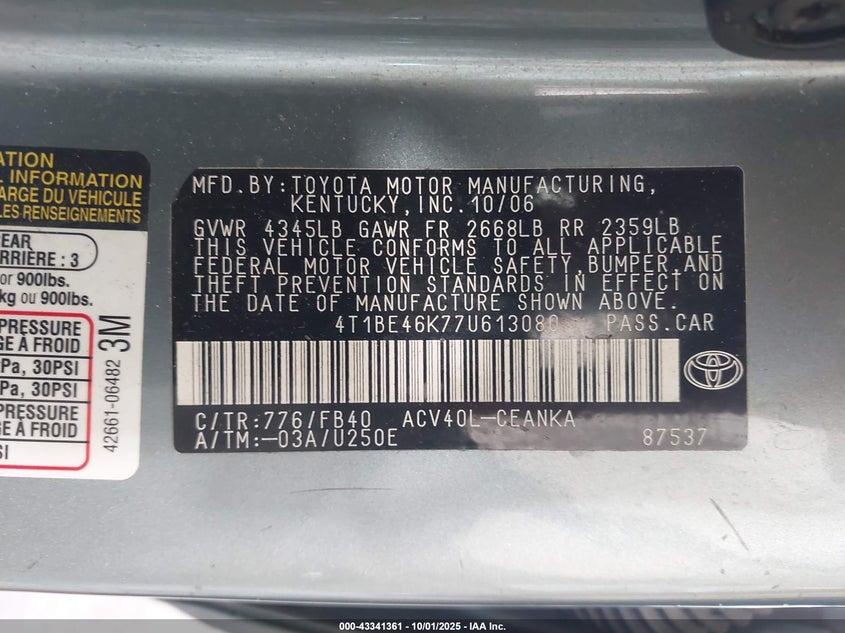 ATION
L INFORMATION
ARGE DU VÉHICULE
LES RENSEIGNEMENTS
EAR
ARRIÈRE : 3
or 900lbs.
kg ou 900lbs.
PRESSURE
GE À FROID
Pa, 30PSI
Pa, 30PSI
PRESSURE
GE À FROID
SI
42661-06482 3M
MFD.BY:TOYOTA MOTOR MANUFACTURING,
KENTUCKY,INC.10/06
GVWR 4345LB GAWR FR 2668LB RR 2359LB
THIS VEHICLE CONFORMS TO ALL APPLICABLE
FEDERAL MOTOR VEHICLE SAFETY,BUMPER,AND
THEFT PREVENTION STANDARDS IN EFFECT ON
THE DATE OF MANUFACTURE SHOWN ABOVE.
4T1BE46K77U613080 PASS.CAR
C/TR:776/FB40 ACV40L-CEANKA
A/TM:-03A/U250E 87537
000-43341361 - 10/01/2025 - IAA Inc.